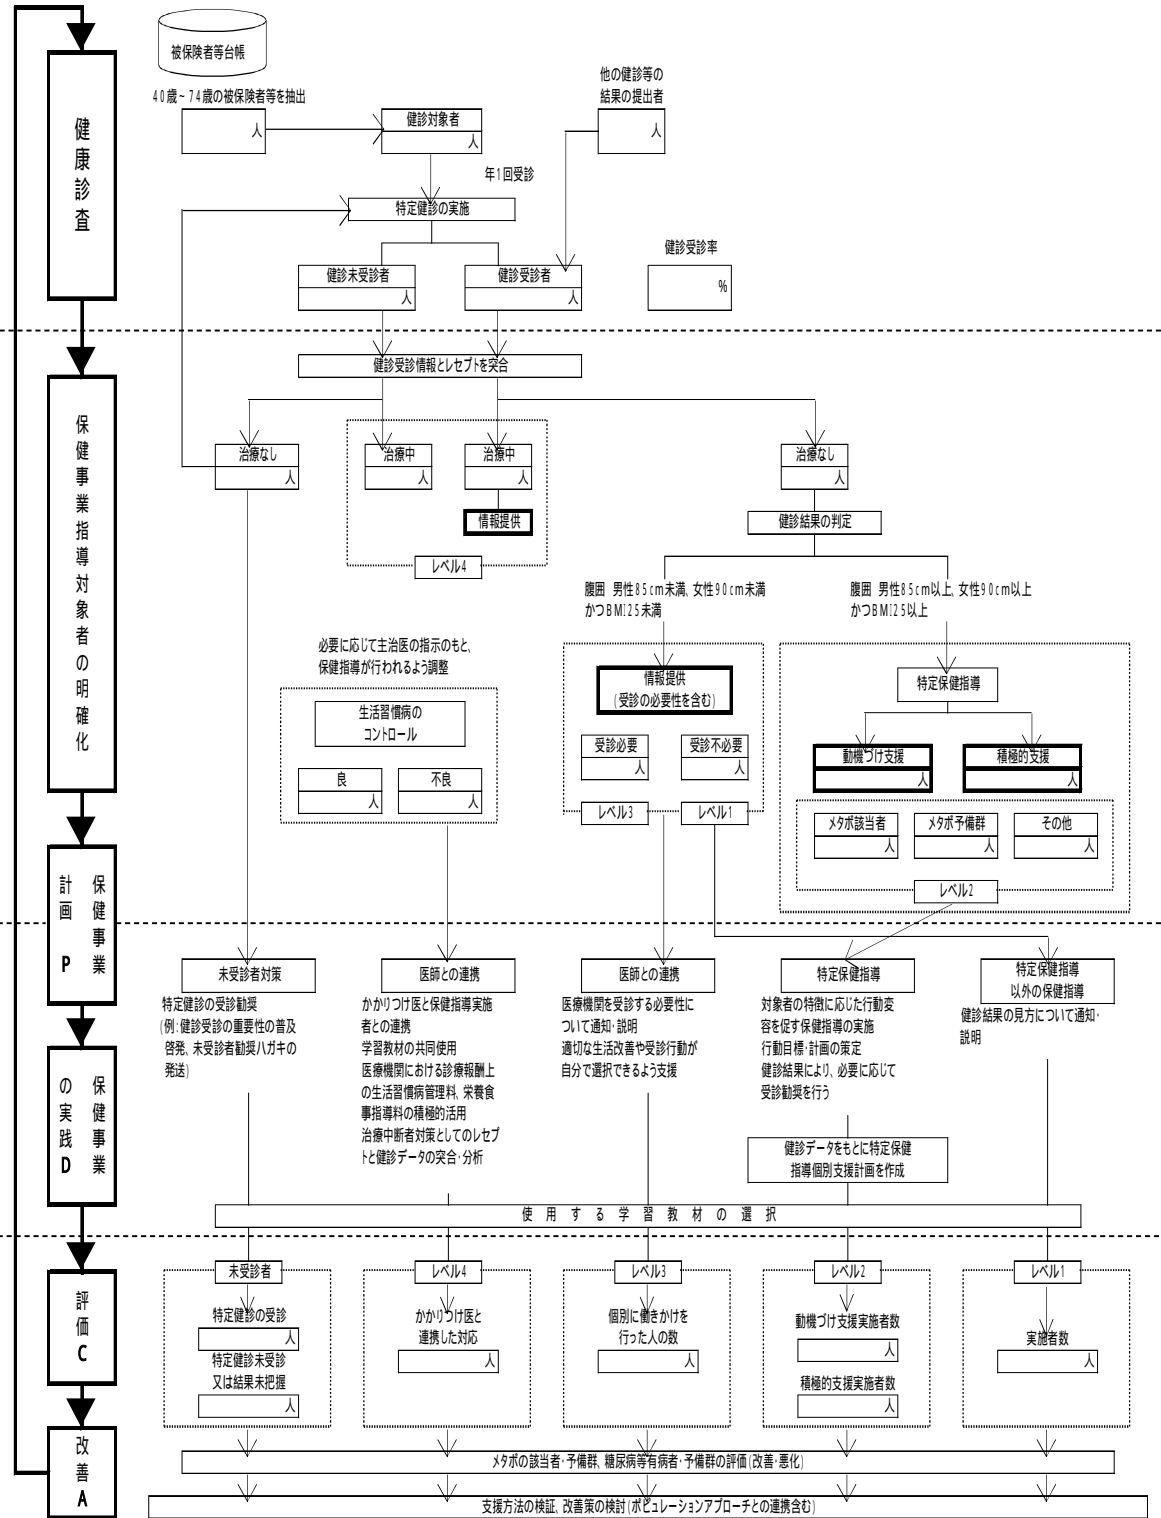 被保険者等台帳
40歳~74歳の被保険者等を抽出
人
健診対象者
人
他の健診等の
結果の提出者
人
年1回受診
特定健診の実施
健診未受診者
人
健診受診者
人
健診受診率
%
健康診査
健診受診情報とレセプトを突合
治療なし
人
治療中
人
治療中
人
情報提供
レベル4
治療なし
人
健診結果の判定
腹囲 男性85cm未満、女性90cm未満
かつBMI25未満
腹囲 男性85cm以上、女性90cm以上
かつBMI25以上
必要に応じて主治医の指示のもと、
保健指導が行われるよう調整
生活習慣病の
コントロール
良
人
不良
人
情報提供
(受診の必要性を含む)
受診必要
人
受診不必要
人
レベル3
レベル1
特定保健指導
動機づけ支援
人
積極的支援
人
メタボ該当者
人
メタボ予備群
人
その他
人
レベル2
保健事業指導対象者の明確化
保健事業
計画 P
未受診者対策
特定健診の受診勧奨
(例:健診受診の重要性の普及
啓発、未受診者勧奨ハガキの
発送)
医師との連携
かかりつけ医と保健指導実施
者との連携
学習教材の共同使用
医療機関における診療報酬上
の生活習慣病管理料、栄養食
事指導料の積極的活用
治療中断者対策としてのレセプ
トと健診データの突合・分析
医師との連携
医療機関を受診する必要性に
ついて通知・説明
適切な生活改善や受診行動が
自分で選択できるよう支援
特定保健指導
対象者の特徴に応じた行動変
容を促す保健指導の実施
行動目標・計画の策定
健診結果により、必要に応じて
受診勧奨を行う
健診データをもとに特定保健
指導個別支援計画を作成
特定保健指導
以外の保健指導
健診結果の見方について通知・
説明
保健事業
の実践D
使用する学習教材の選択
未受診者
特定健診の受診
人
特定健診未受診
又は結果未把握
人
レベル4
かかりつけ医と
連携した対応
人
レベル3
個別に働きかけを
行った人の数
人
レベル2
動機づけ支援実施者数
人
積極的支援実施者数
人
レベル1
実施者数
人
評価C
メタボの該当者・予備群、糖尿病等有病者・予備群の評価(改善・悪化)
改善A
支援方法の検証、改善策の検討(ポピュレーションアプローチとの連携含む)